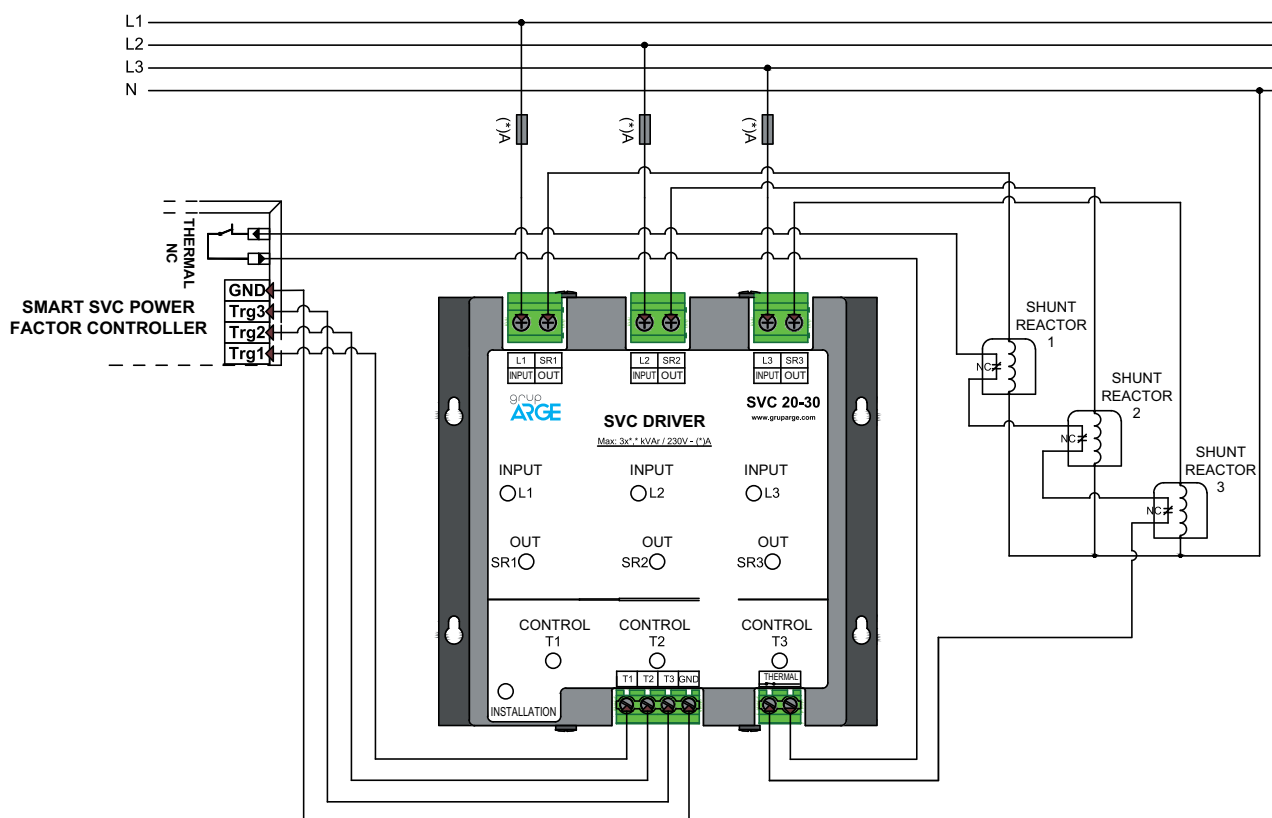 L1
L2
L3
N
(*)A
(*)A
(*)A
THERMAL
NC
SMART SVC POWER
FACTOR CONTROLLER
GND
Trg3
Trg2
Trg1
L1 SR1
INPUT OUT
L2 SR2
INPUT OUT
L3 SR3
INPUT OUT
grup
ARGE
SVC DRIVER
Max: 3x*,* kVAr / 230V - (*)A
SVC 20-30
www.gruparge.com
INPUT
L1
INPUT
L2
INPUT
L3
OUT
SR1
OUT
SR2
OUT
SR3
CONTROL
T1
CONTROL
T2
CONTROL
T3
T1 T2 T3 GND
THERMAL
INSTALLATION
SHUNT
REACTOR
1
NC
SHUNT
REACTOR
2
NC
SHUNT
REACTOR
3
NC